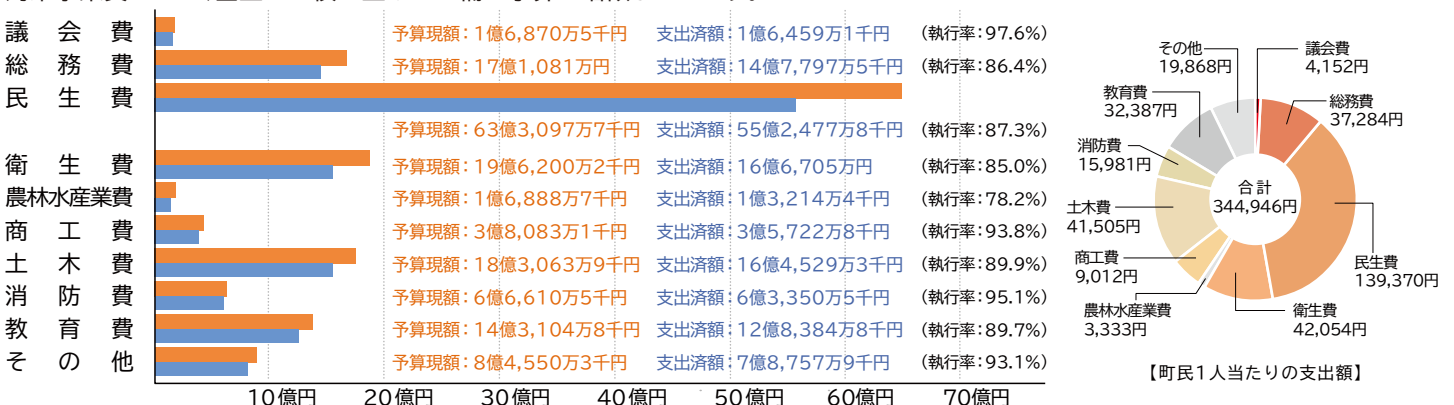 議会費 予算現額：1億6,870万5千円 支出済額：1億6,459万1千円 （執行率：97.6%）
総務費 予算現額：17億1,081万円 支出済額：14億7,797万5千円 （執行率：86.4%）
民生費
予算現額：63億3,097万7千円 支出済額：55億2,477万8千円 （執行率：87.3%）
衛生費 予算現額：19億6,200万2千円 支出済額：16億6,705万円 （執行率：85.0%）
農林水産業費 予算現額：1億6,888万7千円 支出済額：1億3,214万4千円 （執行率：78.2%）
商工費 予算現額：3億8,083万1千円 支出済額：3億5,722万8千円 （執行率：93.8%）
土木費 予算現額：18億3,063万9千円 支出済額：16億4,529万3千円 （執行率：89.9%）
消防費 予算現額：6億6,610万5千円 支出済額：6億3,350万5千円 （執行率：95.1%）
教育費 予算現額：14億3,104万8千円 支出済額：12億8,384万8千円 （執行率：89.7%）
その他 予算現額：8億4,550万3千円 支出済額：7億8,757万9千円 （執行率：93.1%）
10億円 20億円 30億円 40億円 50億円 60億円 70億円
議会費
4,152円
総務費
37,284円
民生費
139,370円
衛生費
42,054円
農林水産業費
3,333円
商工費
9,012円
土木費
41,505円
消防費
15,981円
教育費
32,387円
その他
19,868円
合計
344,946円
【町民1人当たりの支出額】